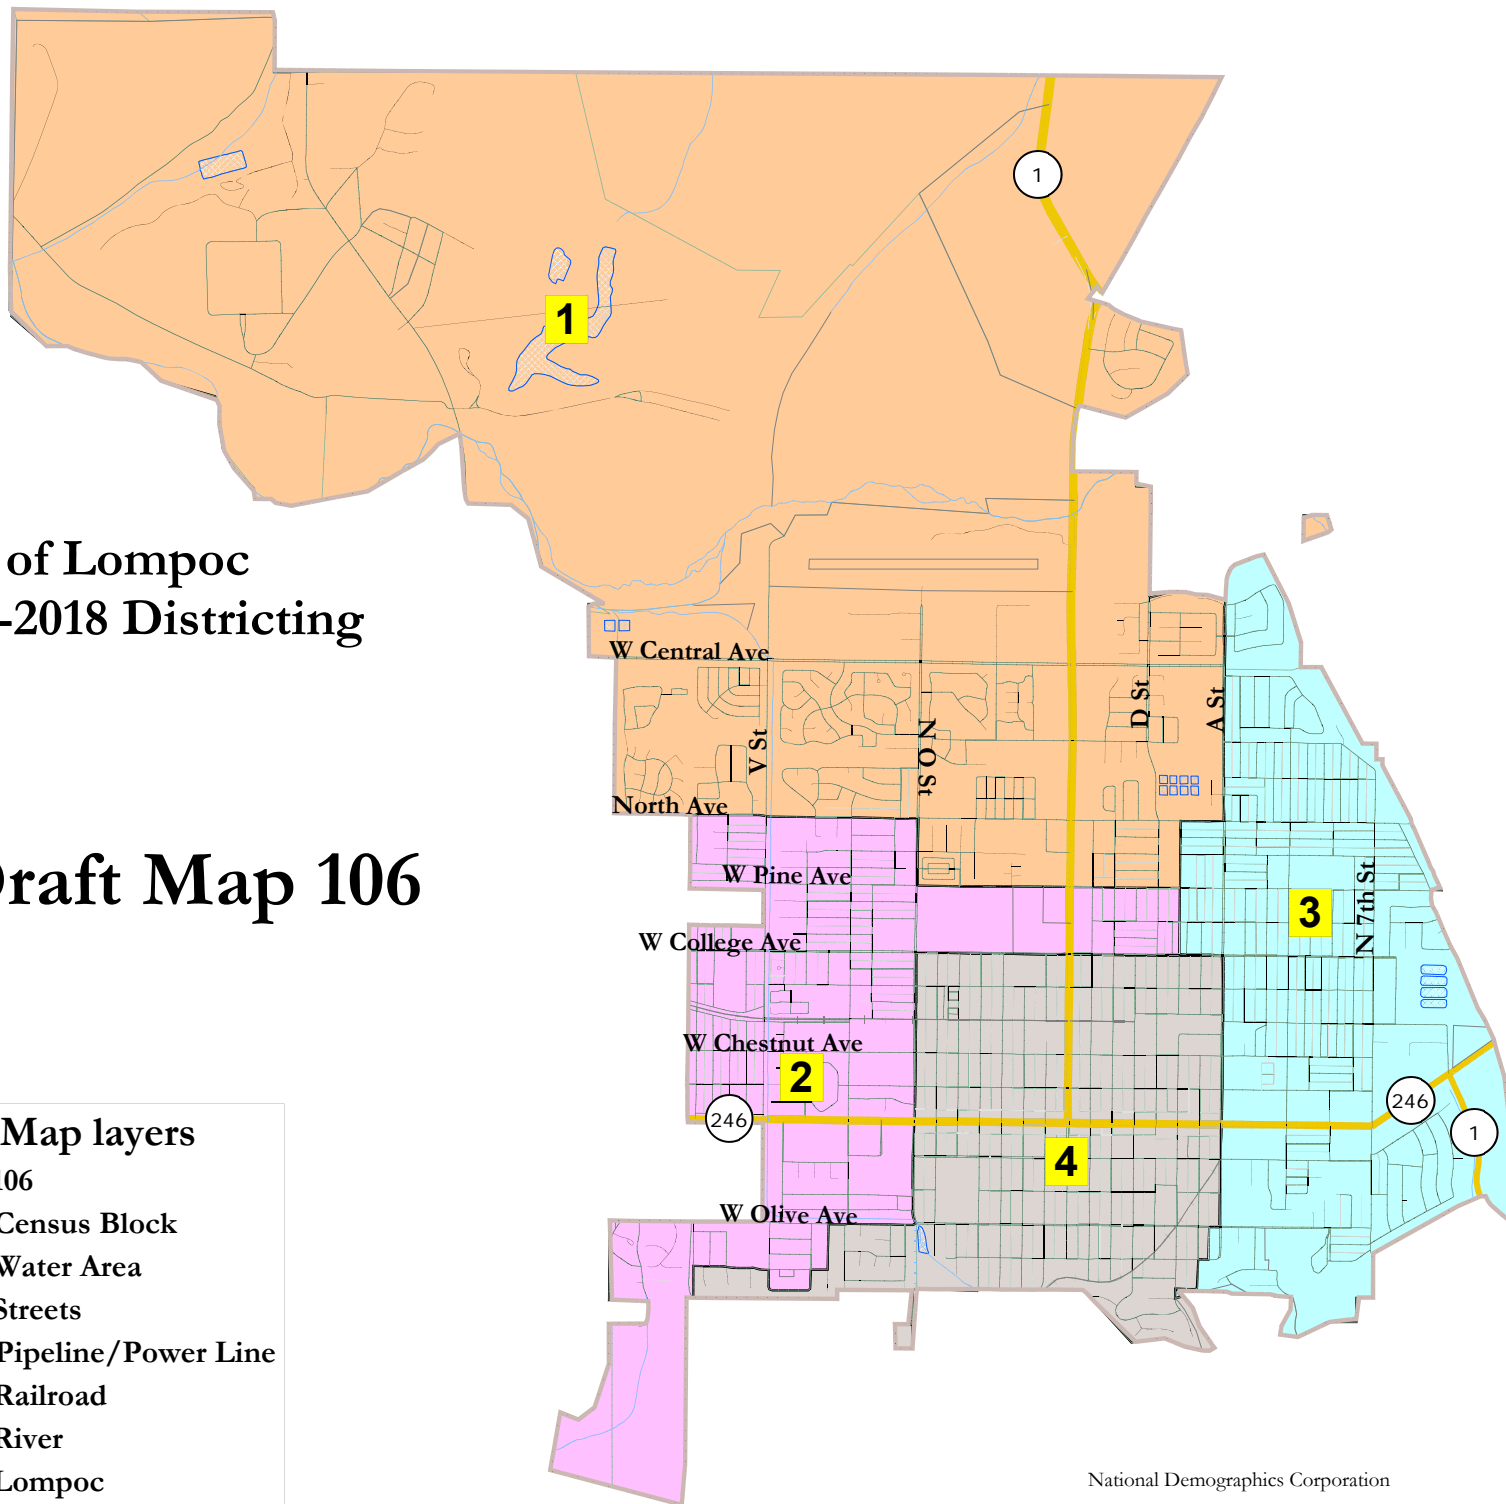 1
1
of Lompoc
-2018 Districting
W Central Ave
D St
A St
N O St
V St
North Ave
Draft Map 106
W Pine Ave
N 7th St
3
W College Ave
W Chestnut Ave
2
246
246
1
4
Map layers
106
Census Block
Water Area
Streets
Pipeline/Power Line
Railroad
River
Lompoc
W Olive Ave
National Demographics Corporation